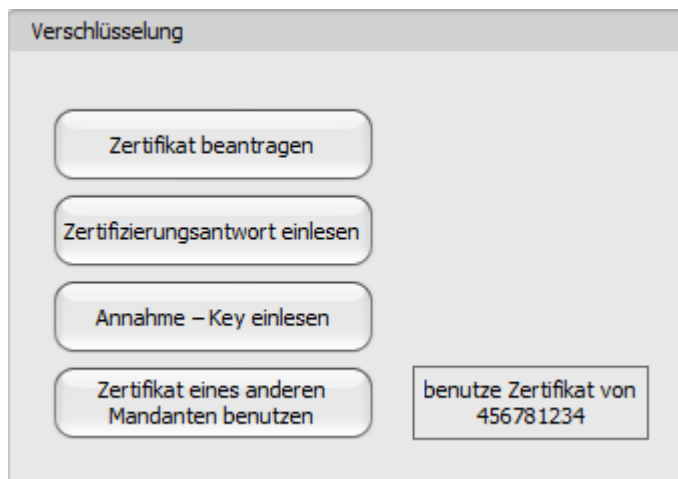 Verschlüsselung
Zertifikat beantragen
Zertifizierungsantwort einlesen
Annahme – Key einlesen
Zertifikat eines anderen
Mandanten benutzen
benutze Zertifikat von
456781234